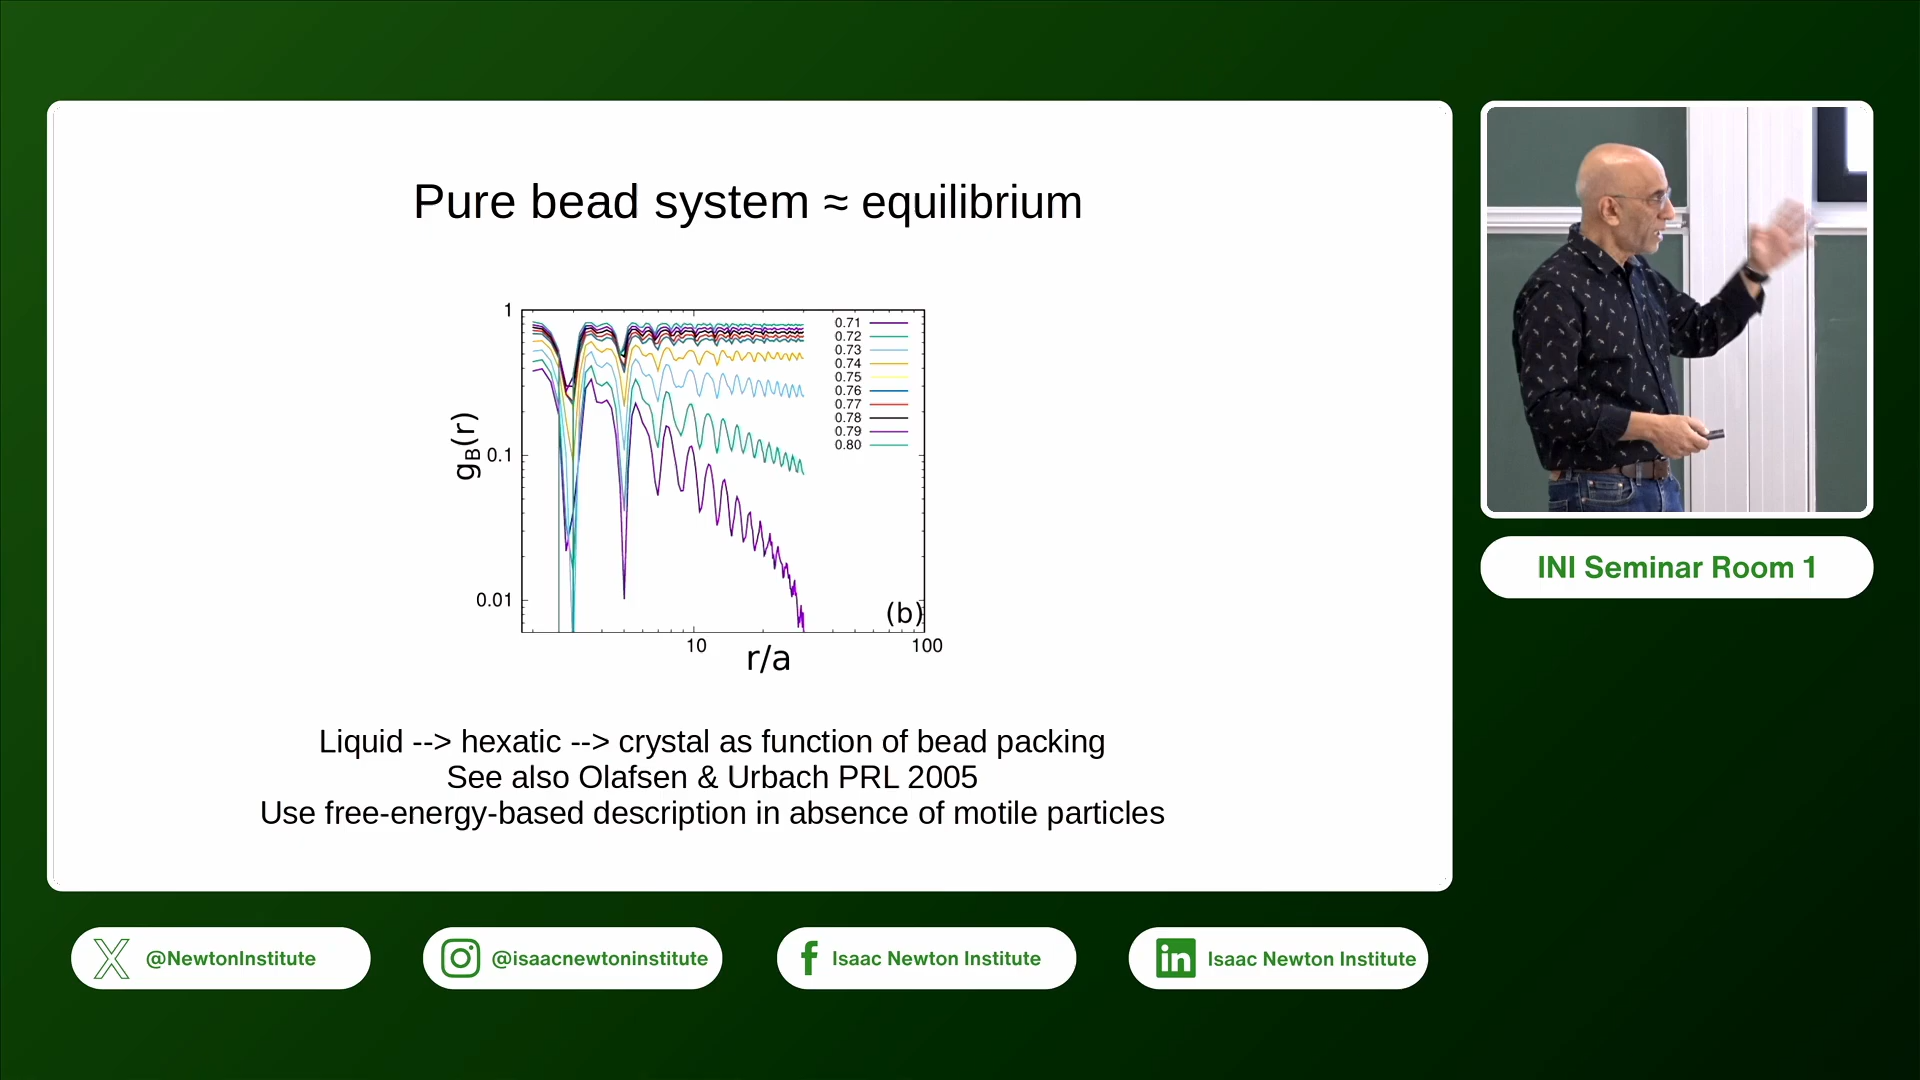 Pure bead system ≈ equilibrium
1
0.1
0.01
gB(r)
0.71
0.72
0.73
0.74
0.75
0.76
0.77
0.78
0.79
0.80
(b)
10
100
r/a
Liquid --> hexatic --> crystal as function of bead packing
See also Olafsen & Urbach PRL 2005
Use free-energy-based description in absence of motile particles
INI Seminar Room 1
@NewtonInstitute
@isaacnewtoninstitute
Isaac Newton Institute
Isaac Newton Institute